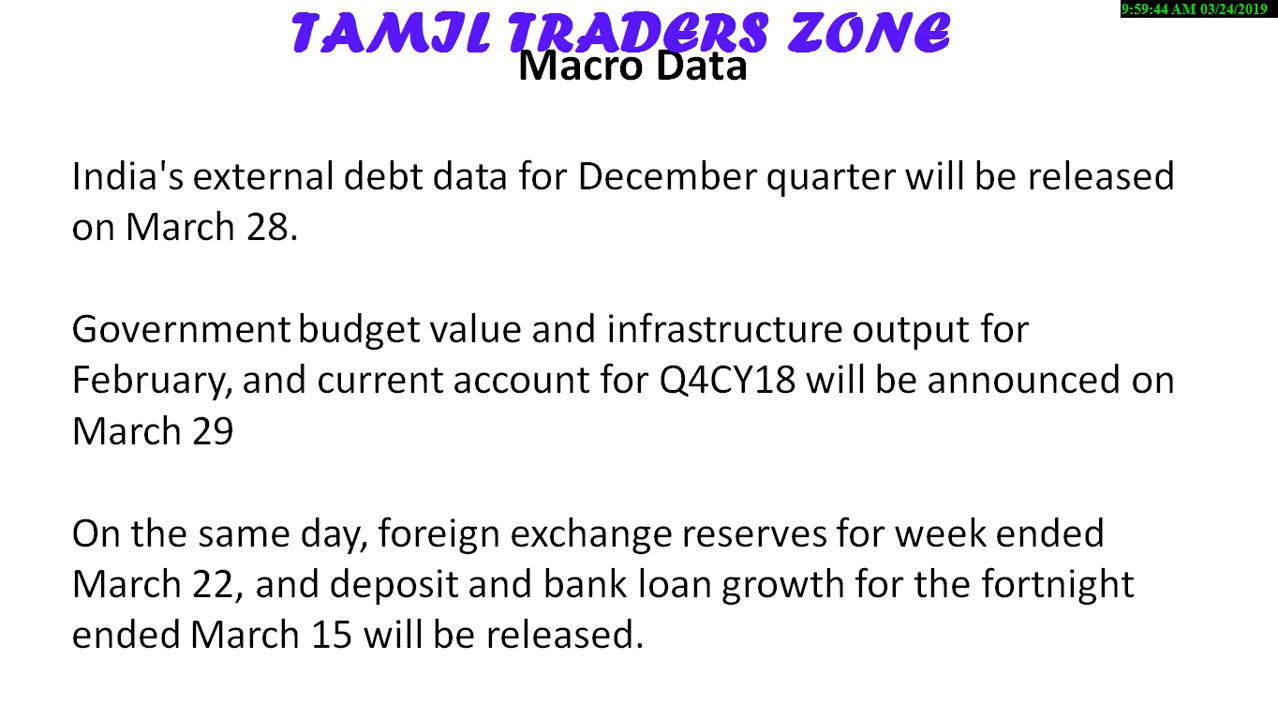 TAMIL TRADERS ZONE
9:59:44 AM 03/24/2019
Macro Data
India's external debt data for December quarter will be released
on March 28.
Government budget value and infrastructure output for
February, and current account for Q4CY18 will be announced on
March 29
On the same day, foreign exchange reserves for week ended
March 22, and deposit and bank loan growth for the fortnight
ended March 15 will be released.